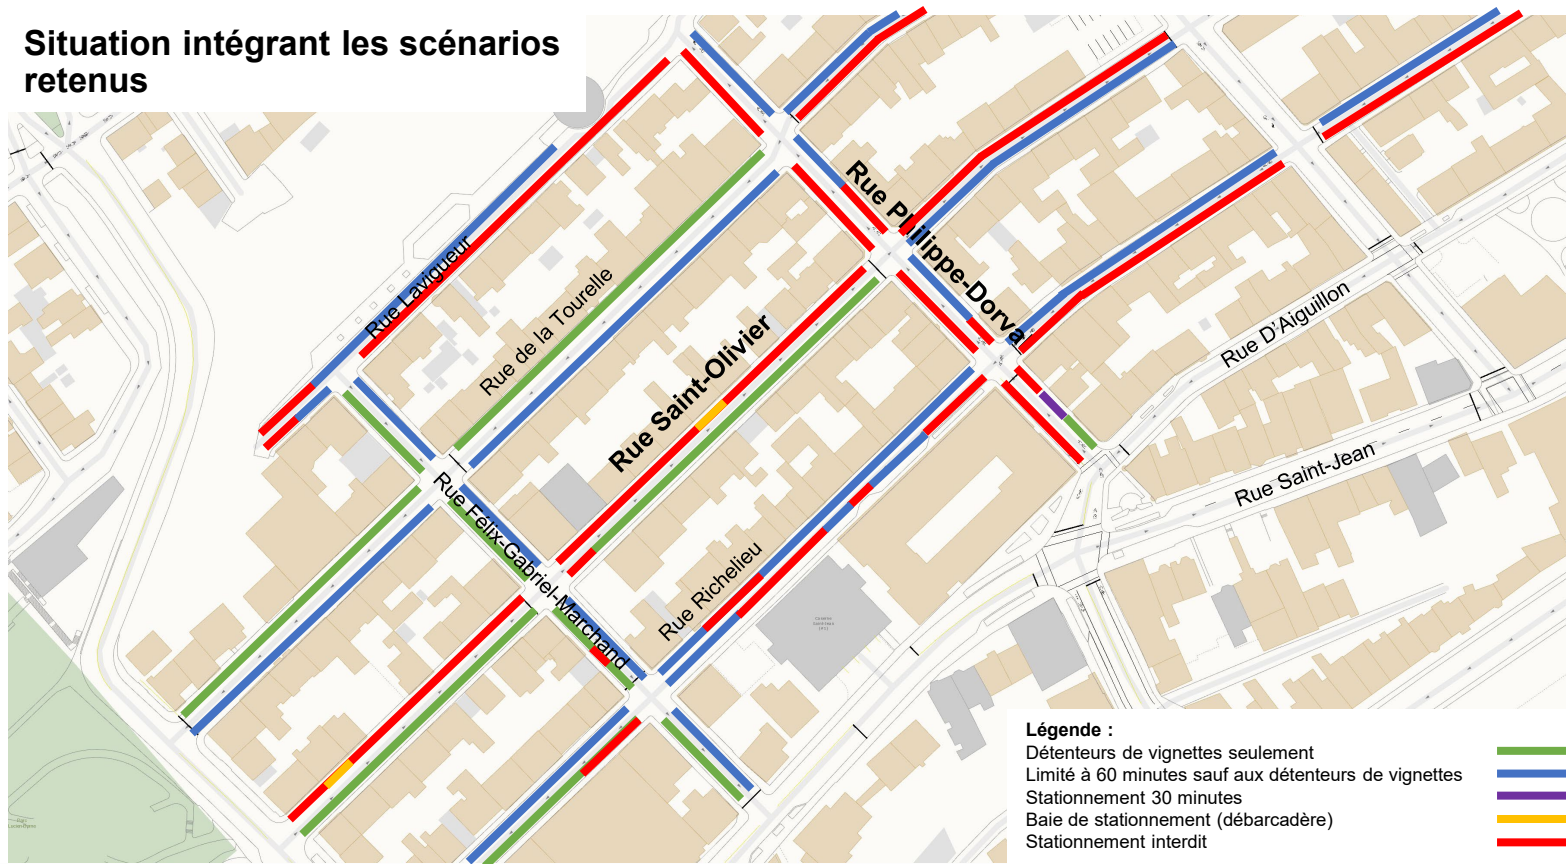 Situation intégrant les scénarios
retenus
Rue Lavigueur
Rue de la Tourelle
Rue Saint-Olivier
Rue Philippe-Dorva
Rue D'Aiguillon
Rue Saint-Jean
Rue Félix-Gabriel-Marchand
Rue Richelieu
Légende :
Détenteurs de vignettes seulement
Limité à 60 minutes sauf aux détenteurs de vignettes
Stationnement 30 minutes
Baie de stationnement (débarcadère)
Stationnement interdit